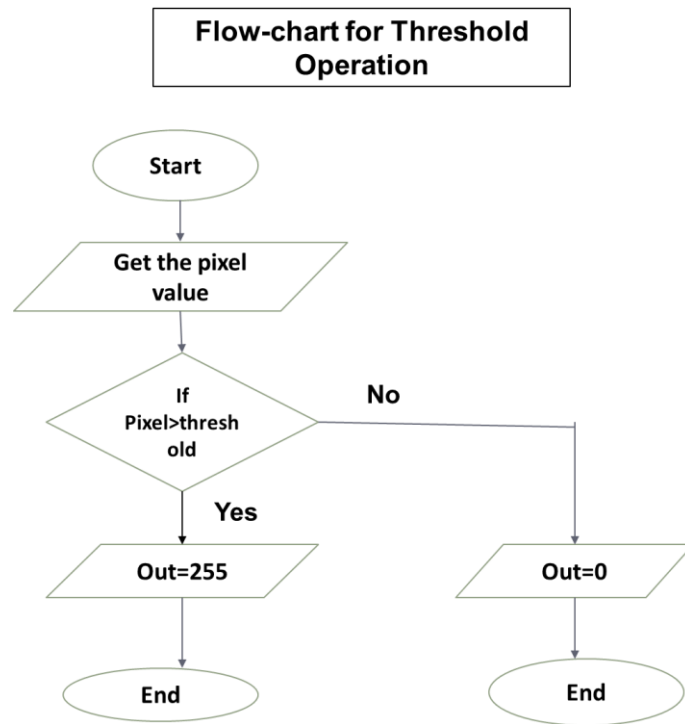 Flow-chart for Threshold
Operation
Start
Get the pixel
value
If
Pixel>thresh
old
No
Yes
Out=255
Out=0
End
End